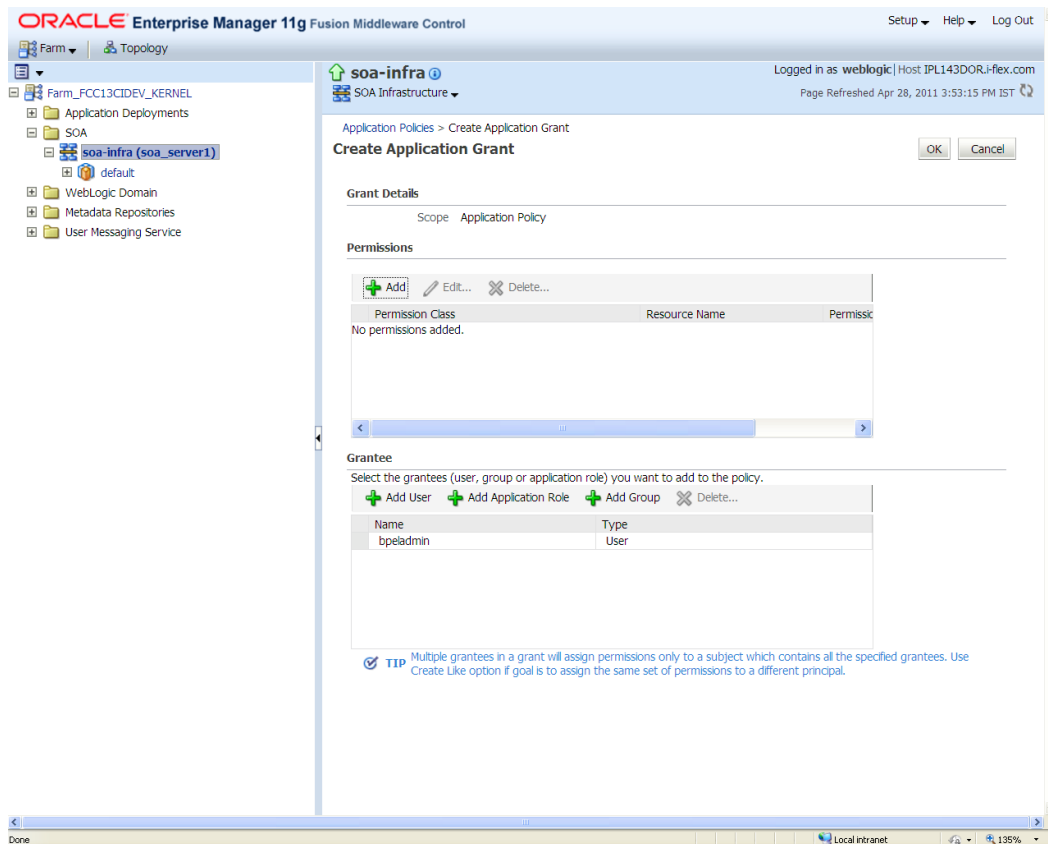 ORACLE Enterprise Manager 11g Fusion Middleware Control
Setup Help Log Out
Farm Topology
Farm_FCC13CIDEV_KERNEL
Application Deployments
SOA
soa-infra (soa_server1)
default
WebLogic Domain
Metadata Repositories
User Messaging Service
soa-infra
SOA Infrastructure
Logged in as weblogic | Host IPL143DOR.i-flex.com
Page Refreshed Apr 28, 2011 3:53:15 PM IST
Application Policies > Create Application Grant
Create Application Grant
OK Cancel
Grant Details
Scope Application Policy
Permissions
Add Edit... Delete...
Permission Class Resource Name Permissic
No permissions added.
Grantee
Select the grantees (user, group or application role) you want to add to the policy.
Add User Add Application Role Add Group Delete...
Name Type
bpeladmin User
TIP Multiple grantees in a grant will assign permissions only to a subject which contains all the specified grantees. Use
Create Like option if goal is to assign the same set of permissions to a different principal.
Done Local intranet 135%